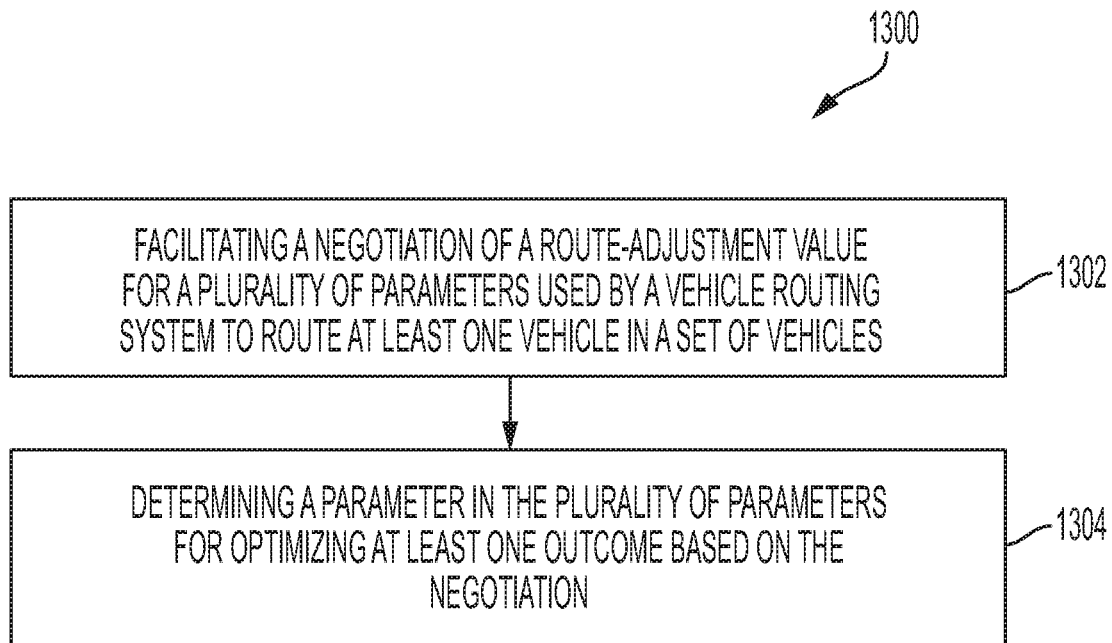 1300
FACILITATING A NEGOTIATION OF A ROUTE-ADJUSTMENT VALUE
FOR A PLURALITY OF PARAMETERS USED BY A VEHICLE ROUTING
SYSTEM TO ROUTE AT LEAST ONE VEHICLE IN A SET OF VEHICLES
1302
DETERMINING A PARAMETER IN THE PLURALITY OF PARAMETERS
FOR OPTIMIZING AT LEAST ONE OUTCOME BASED ON THE
NEGOTIATION
1304